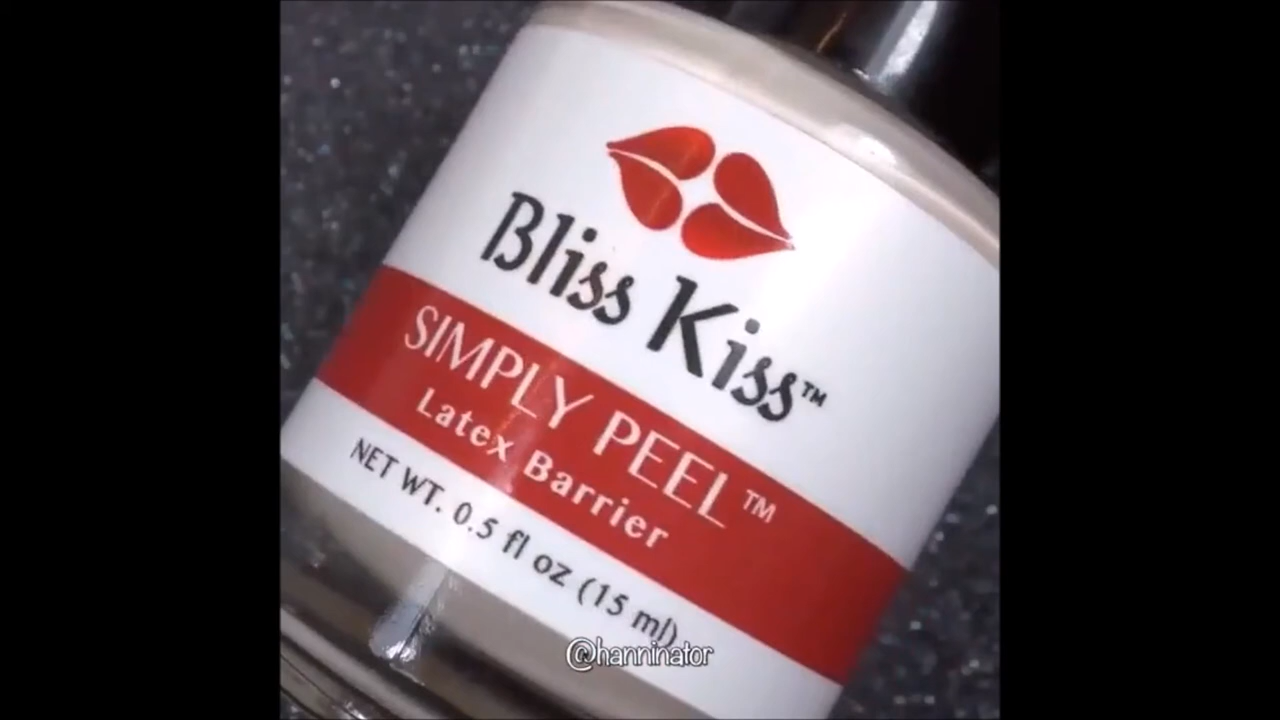 Bliss Kiss™
SIMPLY PEEL™
Latex Barrier
NET WT. 0.5 fl oz (15 ml)
@hanninator